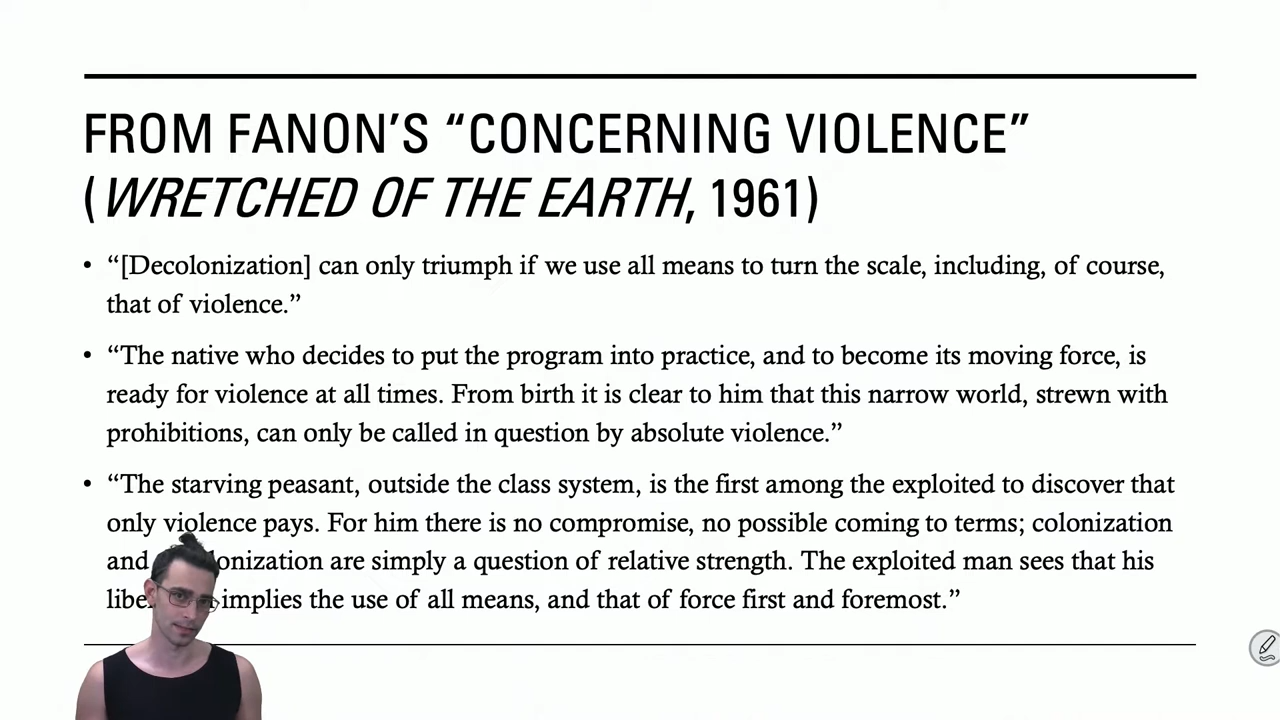 FROM FANON’S “CONCERNING VIOLENCE”
(WRETCHED OF THE EARTH, 1961)
• “[Decolonization] can only triumph if we use all means to turn the scale, including, of course,
that of violence.”
• “The native who decides to put the program into practice, and to become its moving force, is
ready for violence at all times. From birth it is clear to him that this narrow world, strewn with
prohibitions, can only be called in question by absolute violence.”
• “The starving peasant, outside the class system, is the first among the exploited to discover that
only violence pays. For him there is no compromise, no possible coming to terms; colonization
and onization are simply a question of relative strength. The exploited man sees that his
libe implies the use of all means, and that of force first and foremost.”